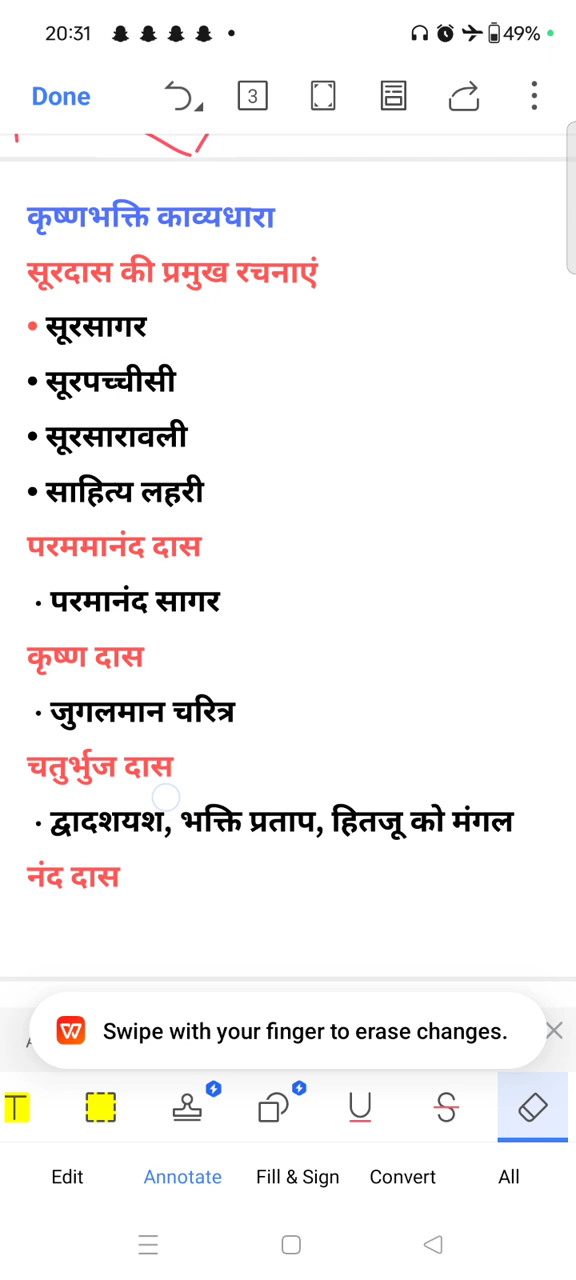 20:31
49%
Done
3
कृष्णभक्ति काव्यधारा
सूरदास की प्रमुख रचनाएं
• सूरसागर
• सूरपच्चीसी
• सूरसारावली
• साहित्य लहरी
परममानंद दास
· परमानंद सागर
कृष्ण दास
· जुगलमान चरित्र
चतुर्भुज दास
· द्वादशयश, भक्ति प्रताप, हितजू को मंगल
नंद दास
Swipe with your finger to erase changes.
T
U
S
Edit
Annotate
Fill & Sign
Convert
All